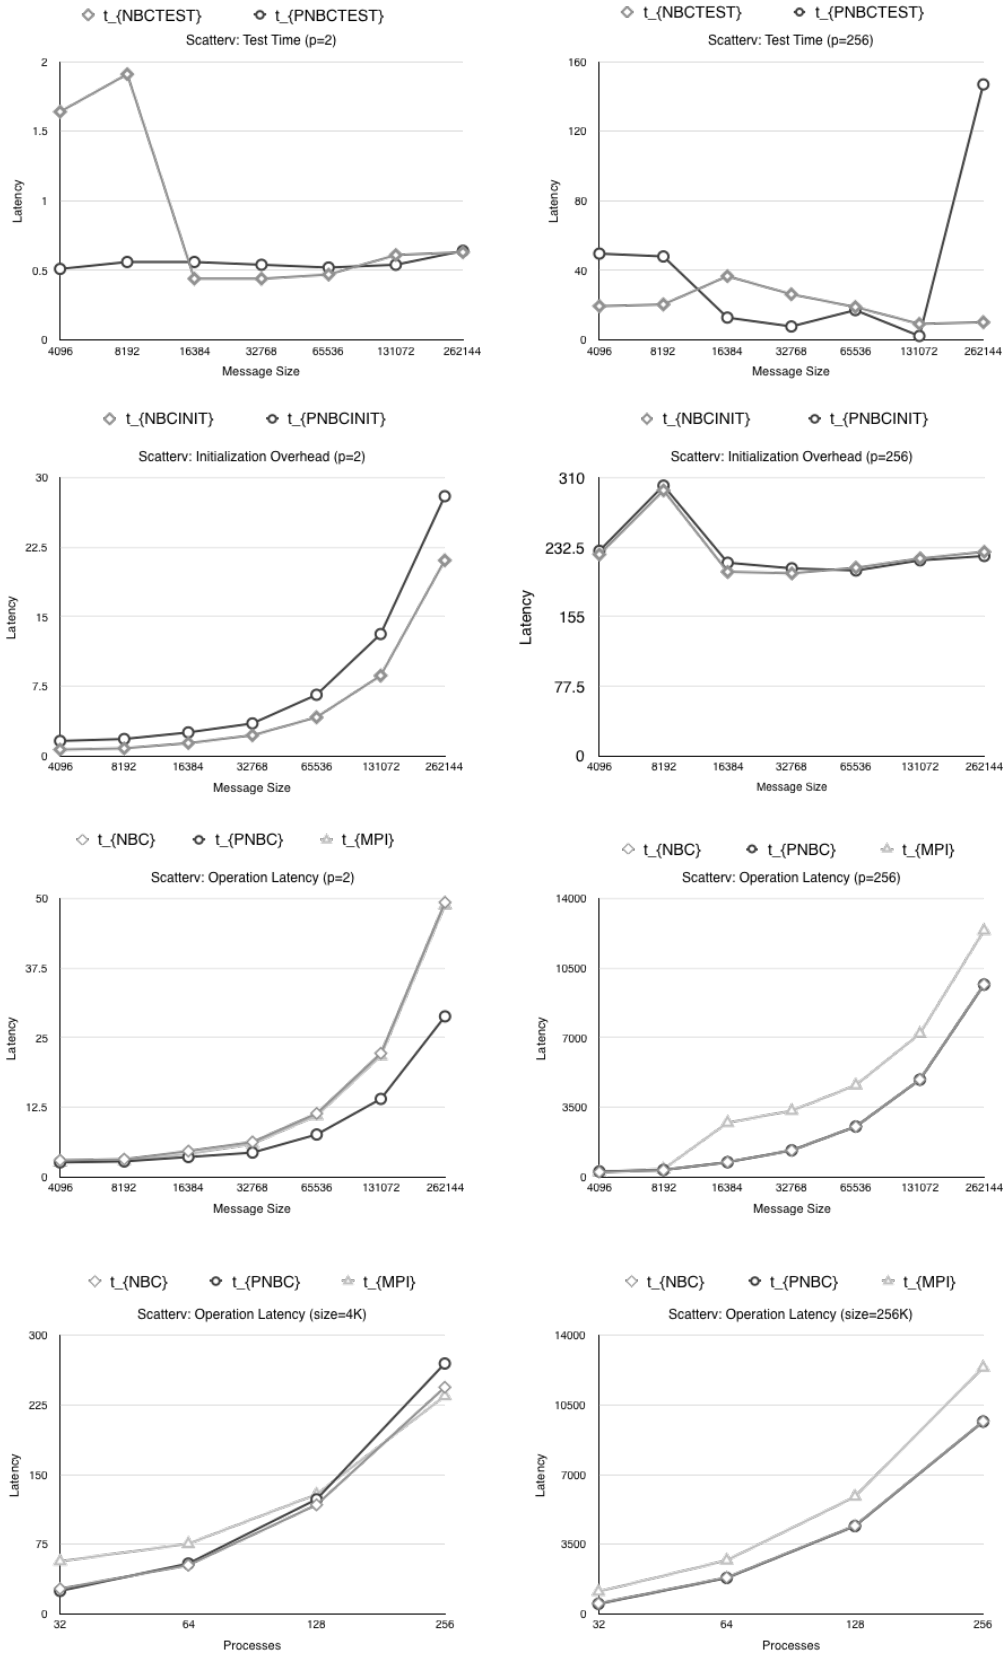 t_{NBCTEST} t_{PNBCTEST}
Scatterv: Test Time (p=2)
2
1.5
1
0.5
0
Latency
4096 8192 16384 32768 65536 131072 262144
Message Size
t_{NBCTEST} t_{PNBCTEST}
Scatterv: Test Time (p=256)
160
120
80
40
0
Latency
4096 8192 16384 32768 65536 131072 262144
Message Size
t_{NBCINIT} t_{PNBCINIT}
Scatterv: Initialization Overhead (p=2)
30
22.5
15
7.5
0
Latency
4096 8192 16384 32768 65536 131072 262144
Message Size
t_{NBCINIT} t_{PNBCINIT}
Scatterv: Initialization Overhead (p=256)
310
232.5
155
77.5
0
Latency
4096 8192 16384 32768 65536 131072 262144
Message Size
t_{NBC} t_{PNBC} t_{MPI}
Scatterv: Operation Latency (p=2)
50
37.5
25
12.5
0
Latency
4096 8192 16384 32768 65536 131072 262144
Message Size
t_{NBC} t_{PNBC} t_{MPI}
Scatterv: Operation Latency (p=256)
14000
10500
7000
3500
0
Latency
4096 8192 16384 32768 65536 131072 262144
Message Size
t_{NBC} t_{PNBC} t_{MPI}
Scatterv: Operation Latency (size=4K)
300
225
150
75
0
Latency
32 64 128 256
Processes
t_{NBC} t_{PNBC} t_{MPI}
Scatterv: Operation Latency (size=256K)
14000
10500
7000
3500
0
Latency
32 64 128 256
Processes